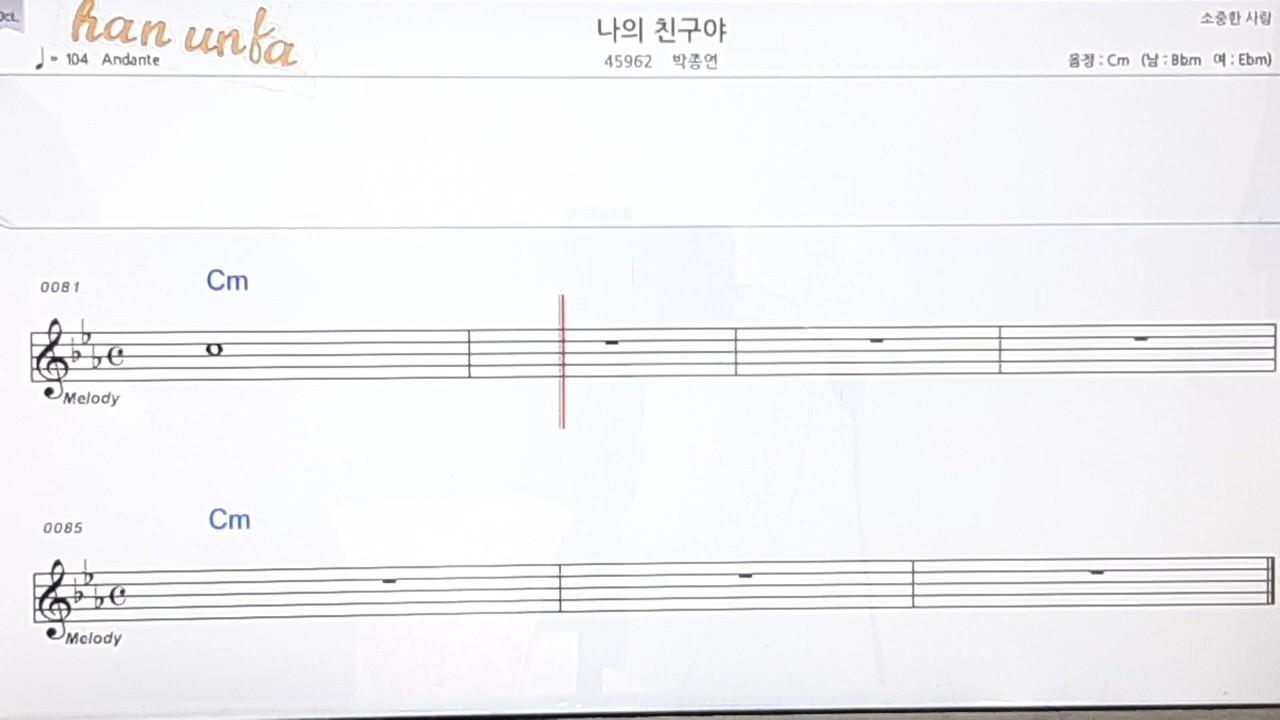 Oct.
han unfa
나의 친구야
소중한 사람
♩= 104 Andante
45962 박종연
음정 : Cm (남 : Bbm 여 : Ebm)
0081
Cm
Melody
0085
Cm
Melody